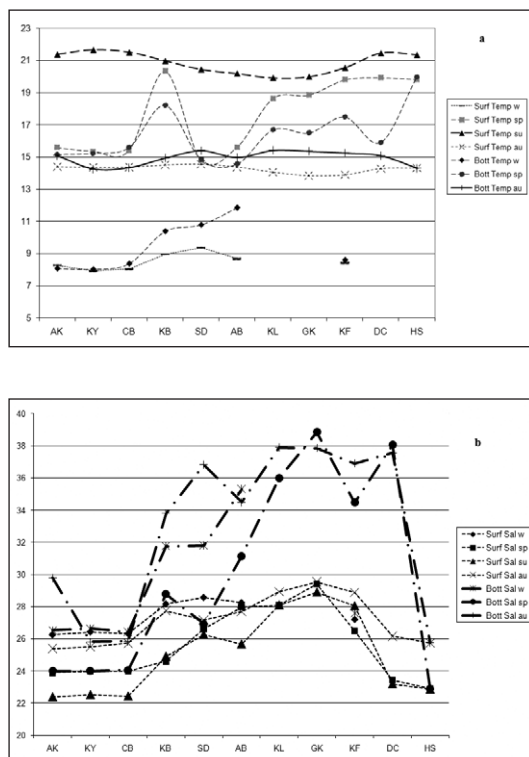 a
23
21
19
17
15
13
11
9
7
5
AK KY CB KB SD AB KL GK KF DC HS
Surf Temp w
Surf Temp sp
Surf Temp su
Surf Temp au
Bott Temp w
Bott Temp sp
Bott Temp au
b
40
38
36
34
32
30
28
26
24
22
20
AK KY CB KB SD AB KL GK KF DC HS
Surf Sal w
Surf Sal sp
Surf Sal su
Surf Sal au
Bott Sal w
Bott Sal sp
Bott Sal au